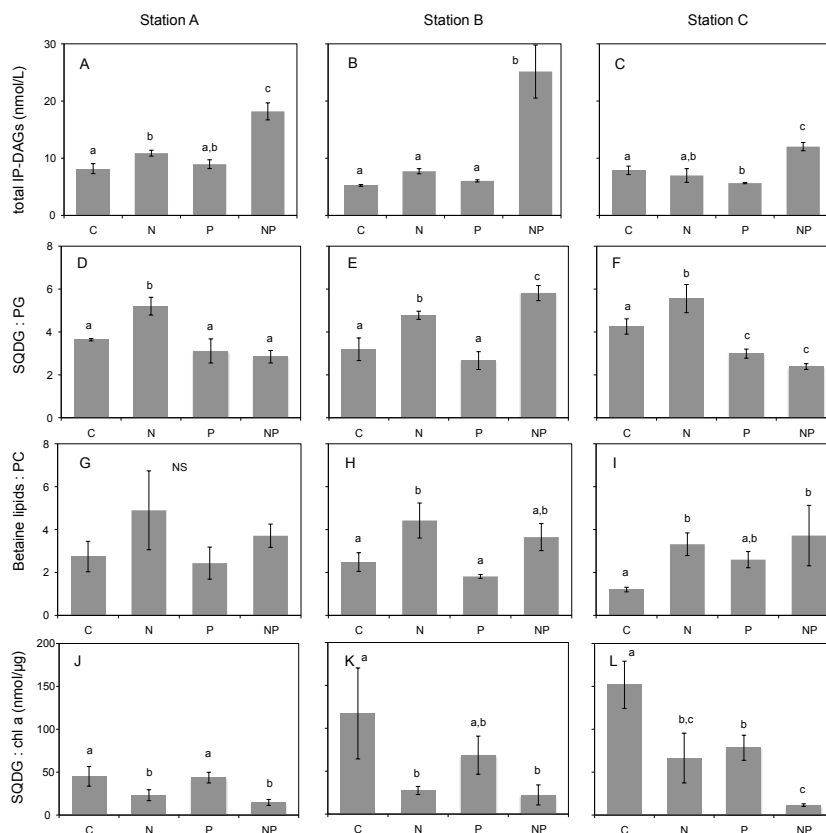 Station A Station B Station C
total IP-DAGs (nmol/L)
30
20
10
0
A
a b a,b c
C N P NP
B
a a a b
C N P NP
C
a a,b b c
C N P NP
SQDG : PG
8
6
4
2
0
D
a b a a
C N P NP
E
a b a c
C N P NP
F
a b c c
C N P NP
Betaine lipids : PC
8
6
4
2
0
G
NS
C N P NP
H
a b a a,b
C N P NP
I
a b a,b b
C N P NP
SQDG : chl a (nmol/µg)
200
150
100
50
0
J
a b a b
C N P NP
K
a b a,b b
C N P NP
L
a b,c b c
C N P NP